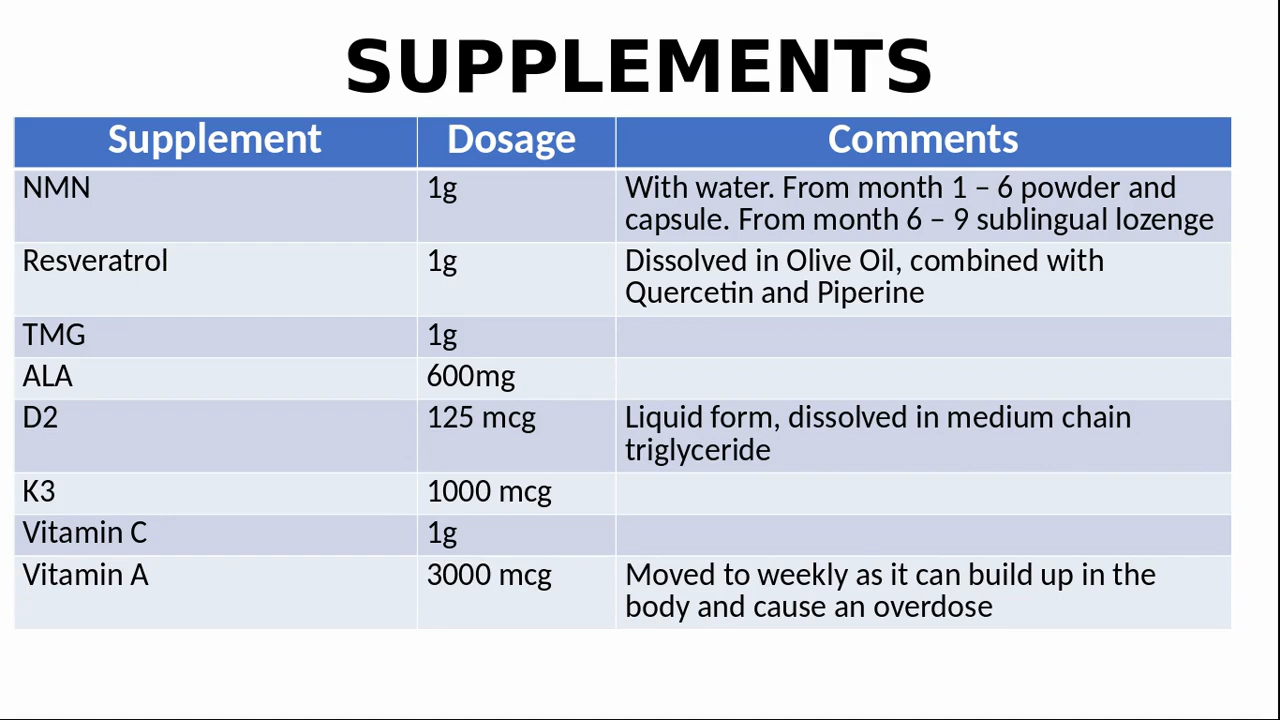 SUPPLEMENTS
Supplement Dosage Comments
NMN 1g With water. From month 1 – 6 powder and
capsule. From month 6 – 9 sublingual lozenge
Resveratrol 1g Dissolved in Olive Oil, combined with
Quercetin and Piperine
TMG 1g
ALA 600mg
D2 125 mcg Liquid form, dissolved in medium chain
triglyceride
K3 1000 mcg
Vitamin C 1g
Vitamin A 3000 mcg Moved to weekly as it can build up in the
body and cause an overdose